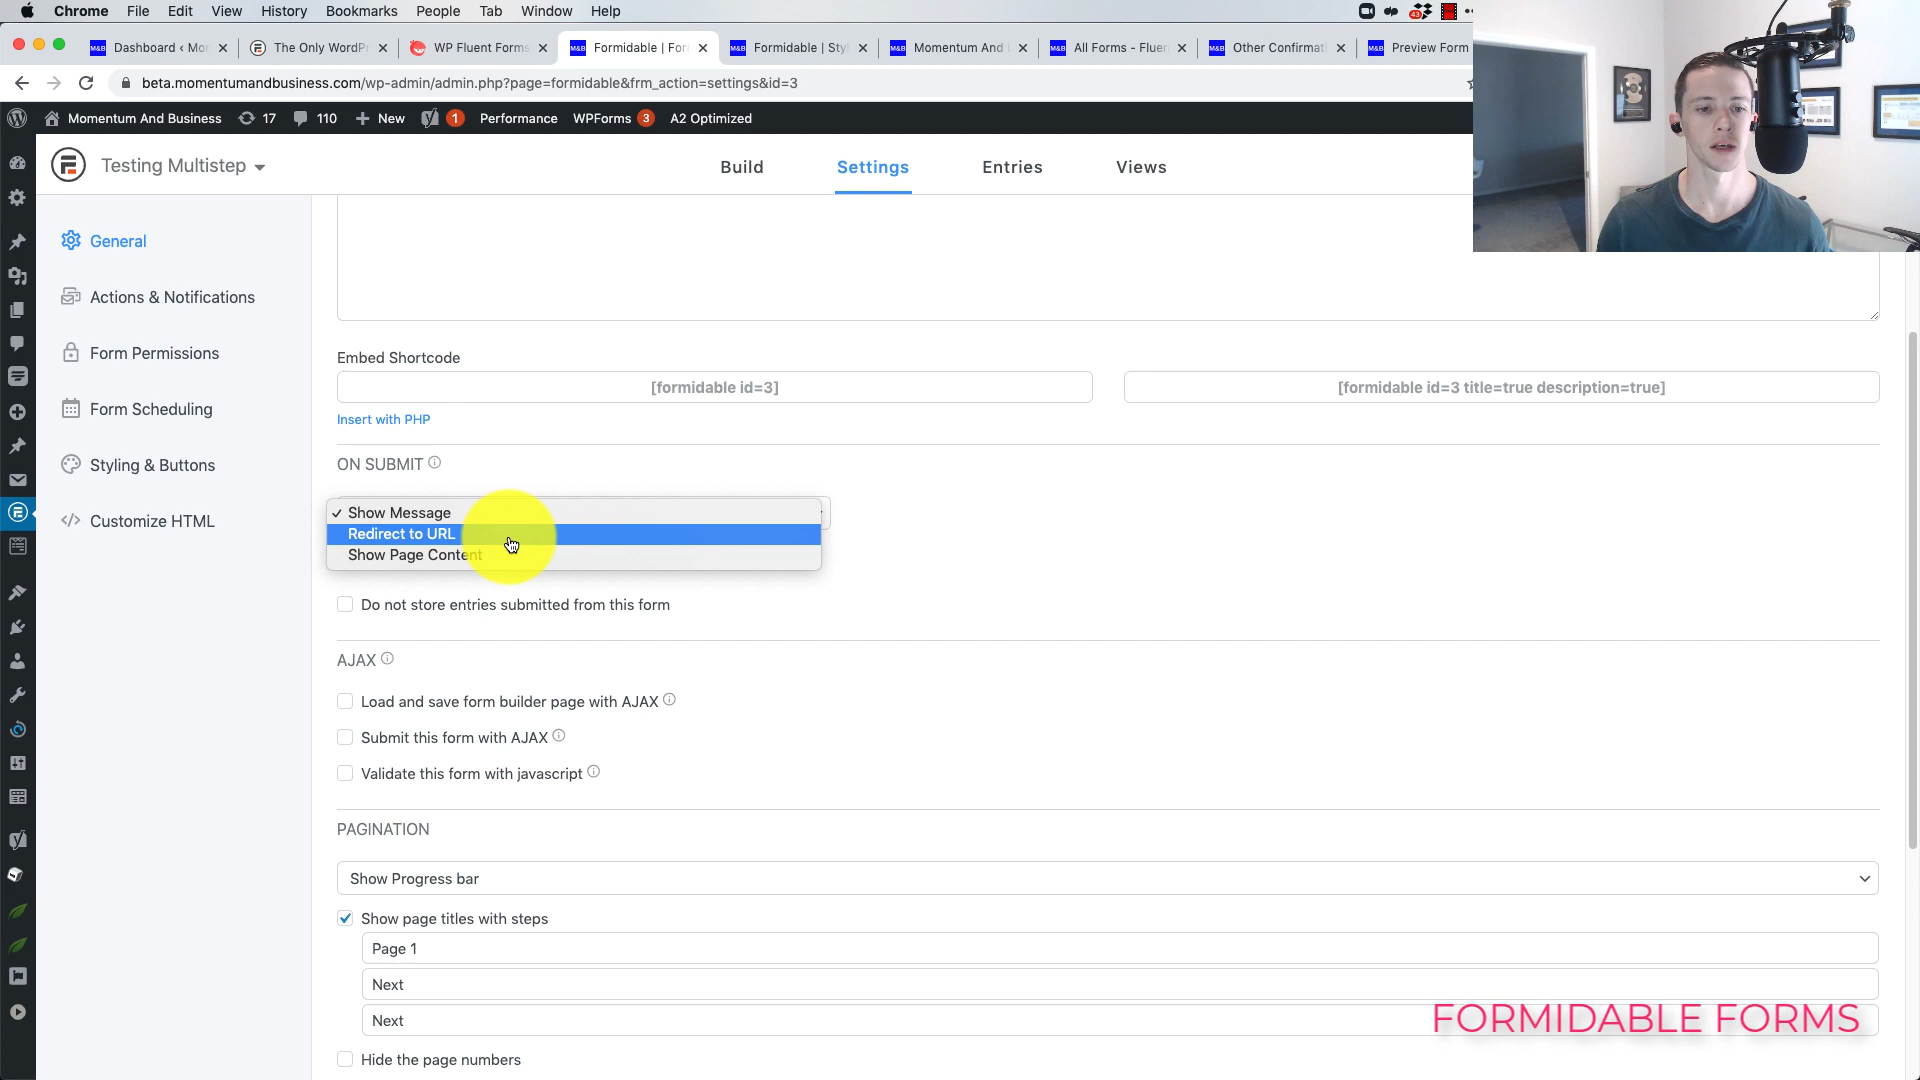 Chrome File Edit View History Bookmarks People Tab Window Help
43
M&B Dashboard ‹ Mo
The Only WordP
WP Fluent Forms
M&B Formidable | For
M&B Formidable | Sty
M&B Momentum And
M&B All Forms - Fluen
M&B Other Confirmati
M&B Preview Form
beta.momentumandbusiness.com/wp-admin/admin.php?page=formidable&frm_action=settings&id=3
Momentum And Business 17 110 New 1 Performance WPForms 3 A2 Optimized
Testing Multistep
Build Settings Entries Views
General
Actions & Notifications
Form Permissions
Form Scheduling
Styling & Buttons
Customize HTML
Embed Shortcode
[formidable id=3] [formidable id=3 title=true description=true]
Insert with PHP
ON SUBMIT
✓ Show Message
Redirect to URL
Show Page Content
Do not store entries submitted from this form
AJAX
Load and save form builder page with AJAX
Submit this form with AJAX
Validate this form with javascript
PAGINATION
Show Progress bar
Show page titles with steps
Page 1
Next
Next
Hide the page numbers
FORMIDABLE FORMS